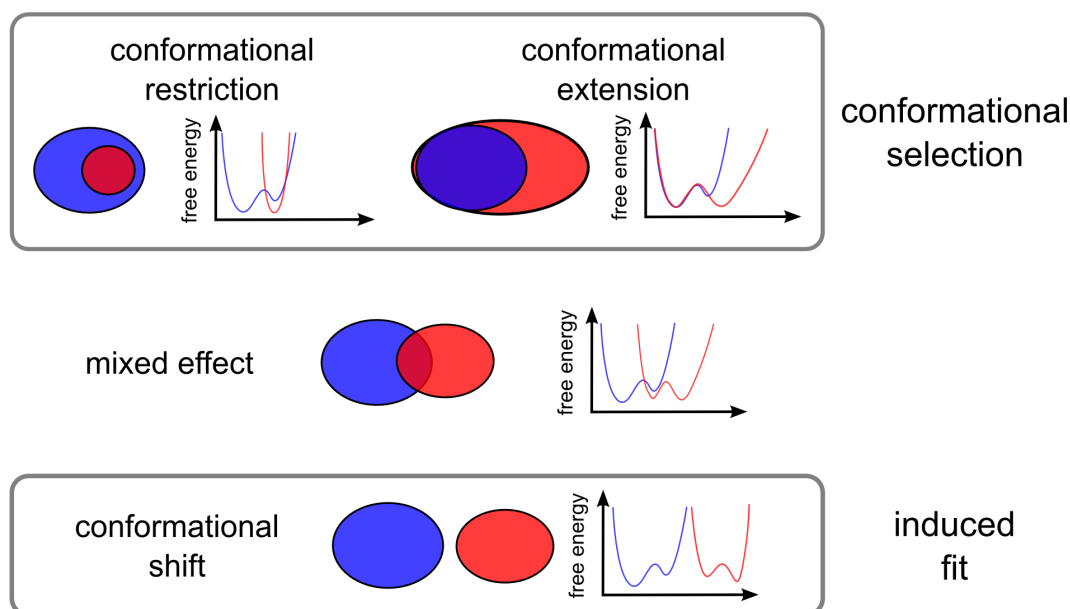 conformational
restriction
conformational
extension
free energy
free energy
conformational
selection
mixed effect
free energy
conformational
shift
free energy
induced
fit